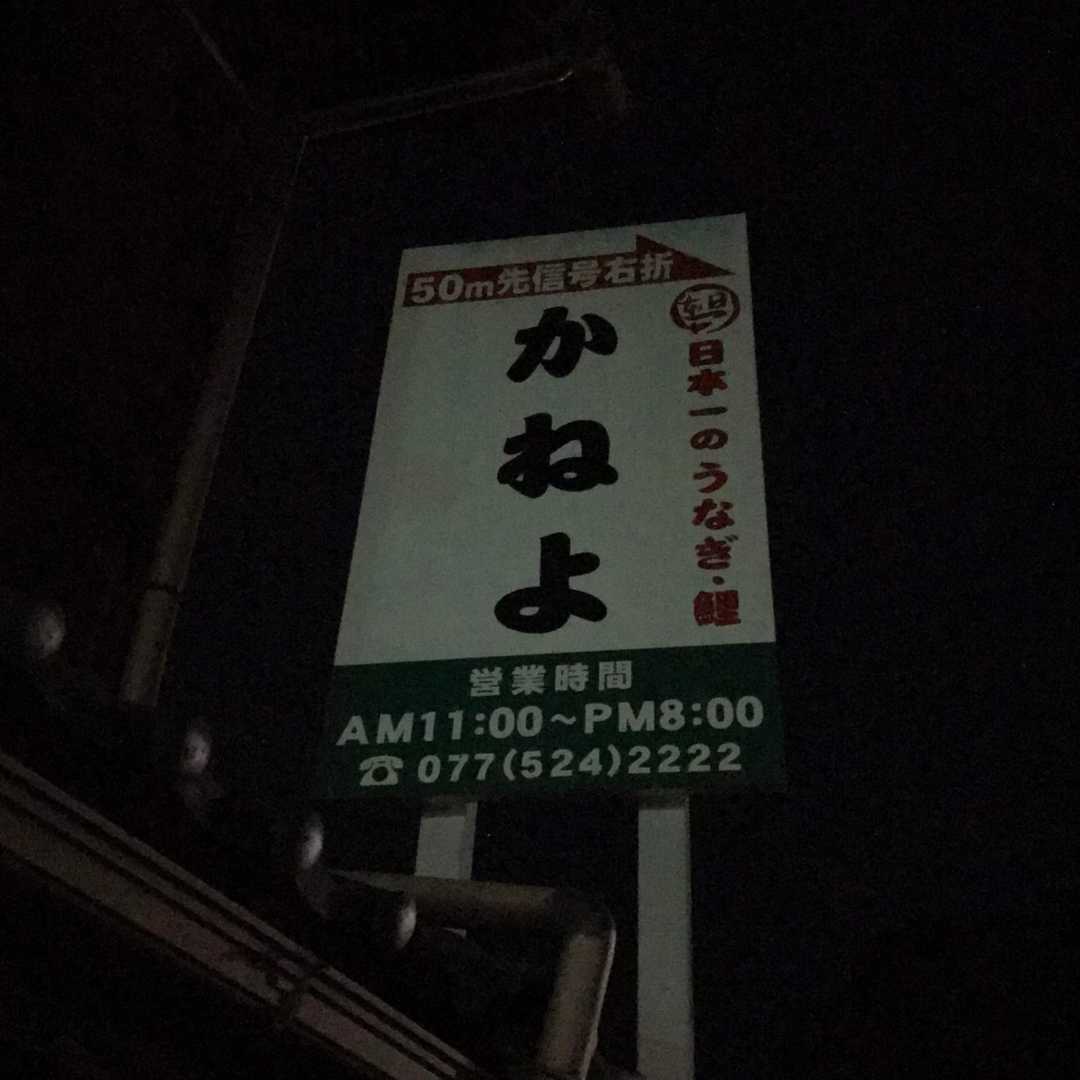 50m先信号右折
日本一のうなぎ・鯉
かねよ
営業時間
AM11:00~PM8:00
☎ 077(524)2222